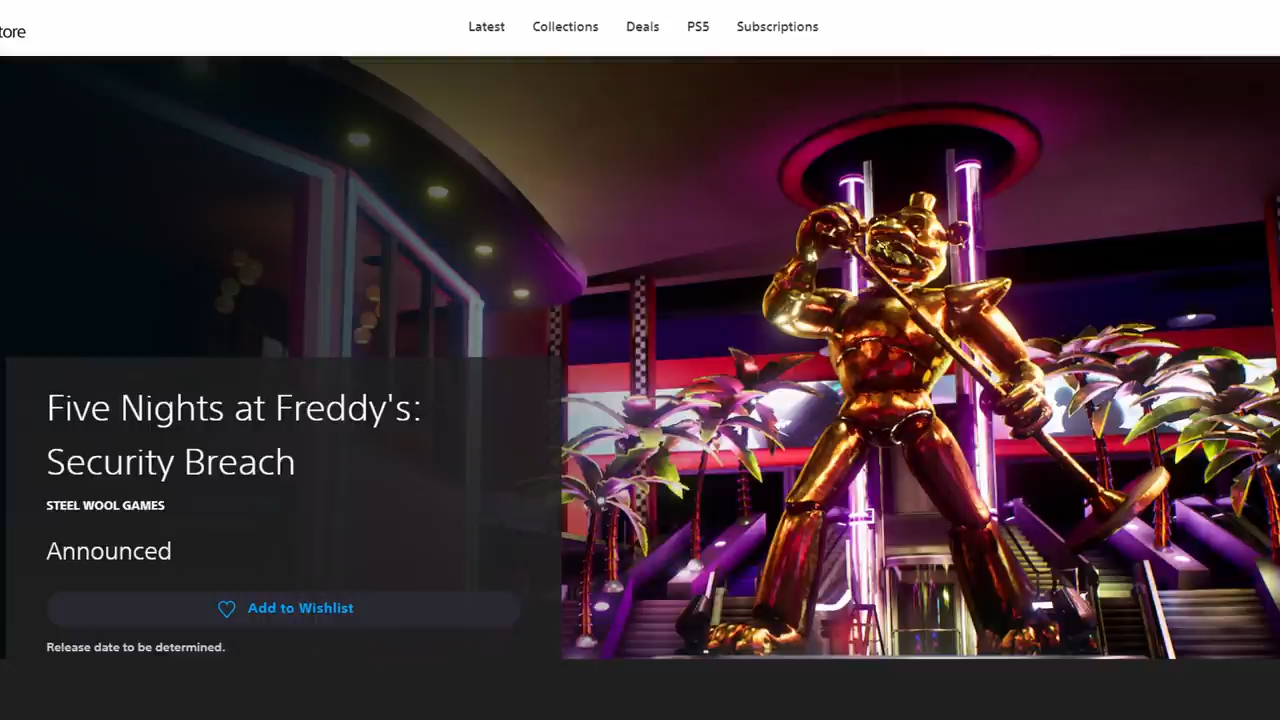 tore
Latest Collections Deals PS5 Subscriptions
Five Nights at Freddy's:
Security Breach
STEEL WOOL GAMES
Announced
Add to Wishlist
Release date to be determined.